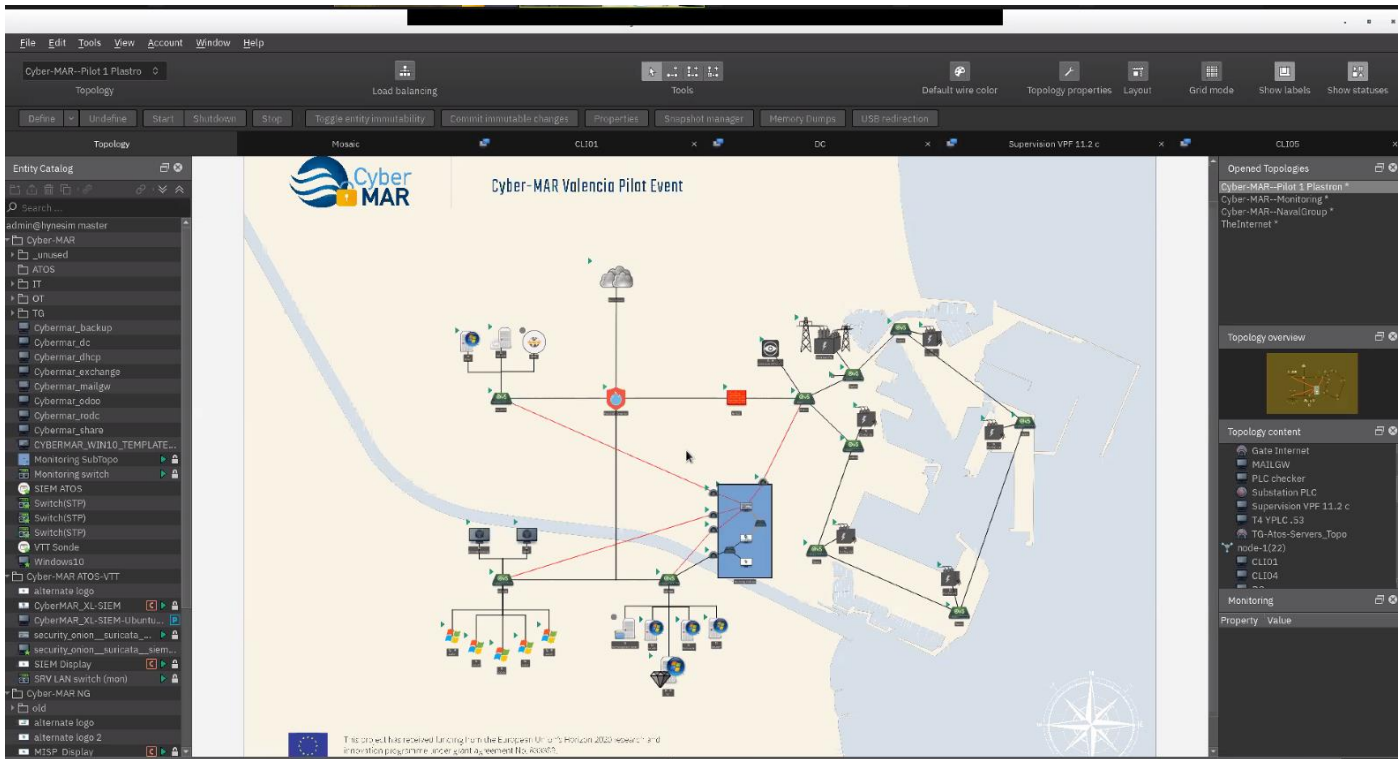 File Edit Tools View Account Window Help
Cyber-MAR--Pilot 1 Plastro
Topology
Load balancing
Tools
Default wire color
Topology properties
Layout
Grid mode
Show labels
Show statuses
Define Undefine Start Shutdown Stop Toggle entity immutability Commit immutable changes Properties Snapshot manager Memory Dumps USB redirection
Topology Mosaic CLI01 DC Supervision VPF 11.2 c CLI05
Entity Catalog
Search ...
admin@hynesim master
Cyber-MAR
_unused
ATOS
IT
OT
TG
Cybermar_backup
Cybermar_dc
Cybermar_dhcp
Cybermar_exchange
Cybermar_mailgw
Cybermar_odoo
Cybermar_rodc
Cybermar_share
CYBERMAR_WIN10_TEMPLATE...
Monitoring SubTopo
Monitoring switch
SIEM ATOS
Switch(STP)
Switch(STP)
Switch(STP)
VTT Sonde
Windows10
Cyber-MAR ATOS-VTT
alternate logo
CyberMAR_XL-SIEM
CyberMAR_XL-SIEM-Ubuntu...
security_onion__suricata_...
security_onion__suricata__siem...
SIEM Display
SRV LAN switch (mon)
Cyber-MAR NG
old
alternate logo
alternate logo 2
MISP Display
Cyber
MAR
Cyber-MAR Valencia Pilot Event
This project has received funding from the European Union's Horizon 2020 research and
innovation programme under grant agreement No.
Opened Topologies
Cyber-MAR--Pilot 1 Plastron *
Cyber-MAR--Monitoring *
Cyber-MAR--NavalGroup *
TheInternet *
Topology overview
Topology content
Gate Internet
MAILGW
PLC checker
Substation PLC
Supervision VPF 11.2 c
T4 YPLC .53
TG-Atos-Servers_Topo
node-1(22)
CLI01
CLI04
Monitoring
Property Value